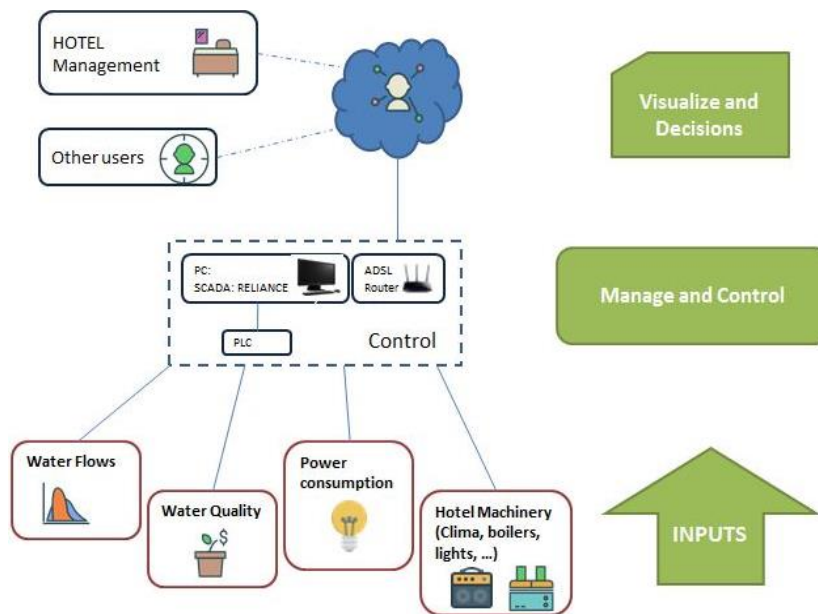 HOTEL
Management
Other users
Visualize and
Decisions
PC:
SCADA: RELIANCE
ADSL
Router
PLC
Control
Manage and Control
Water Flows
Water Quality
Power
consumption
Hotel Machinery
(Clima, boilers,
lights, ...)
INPUTS